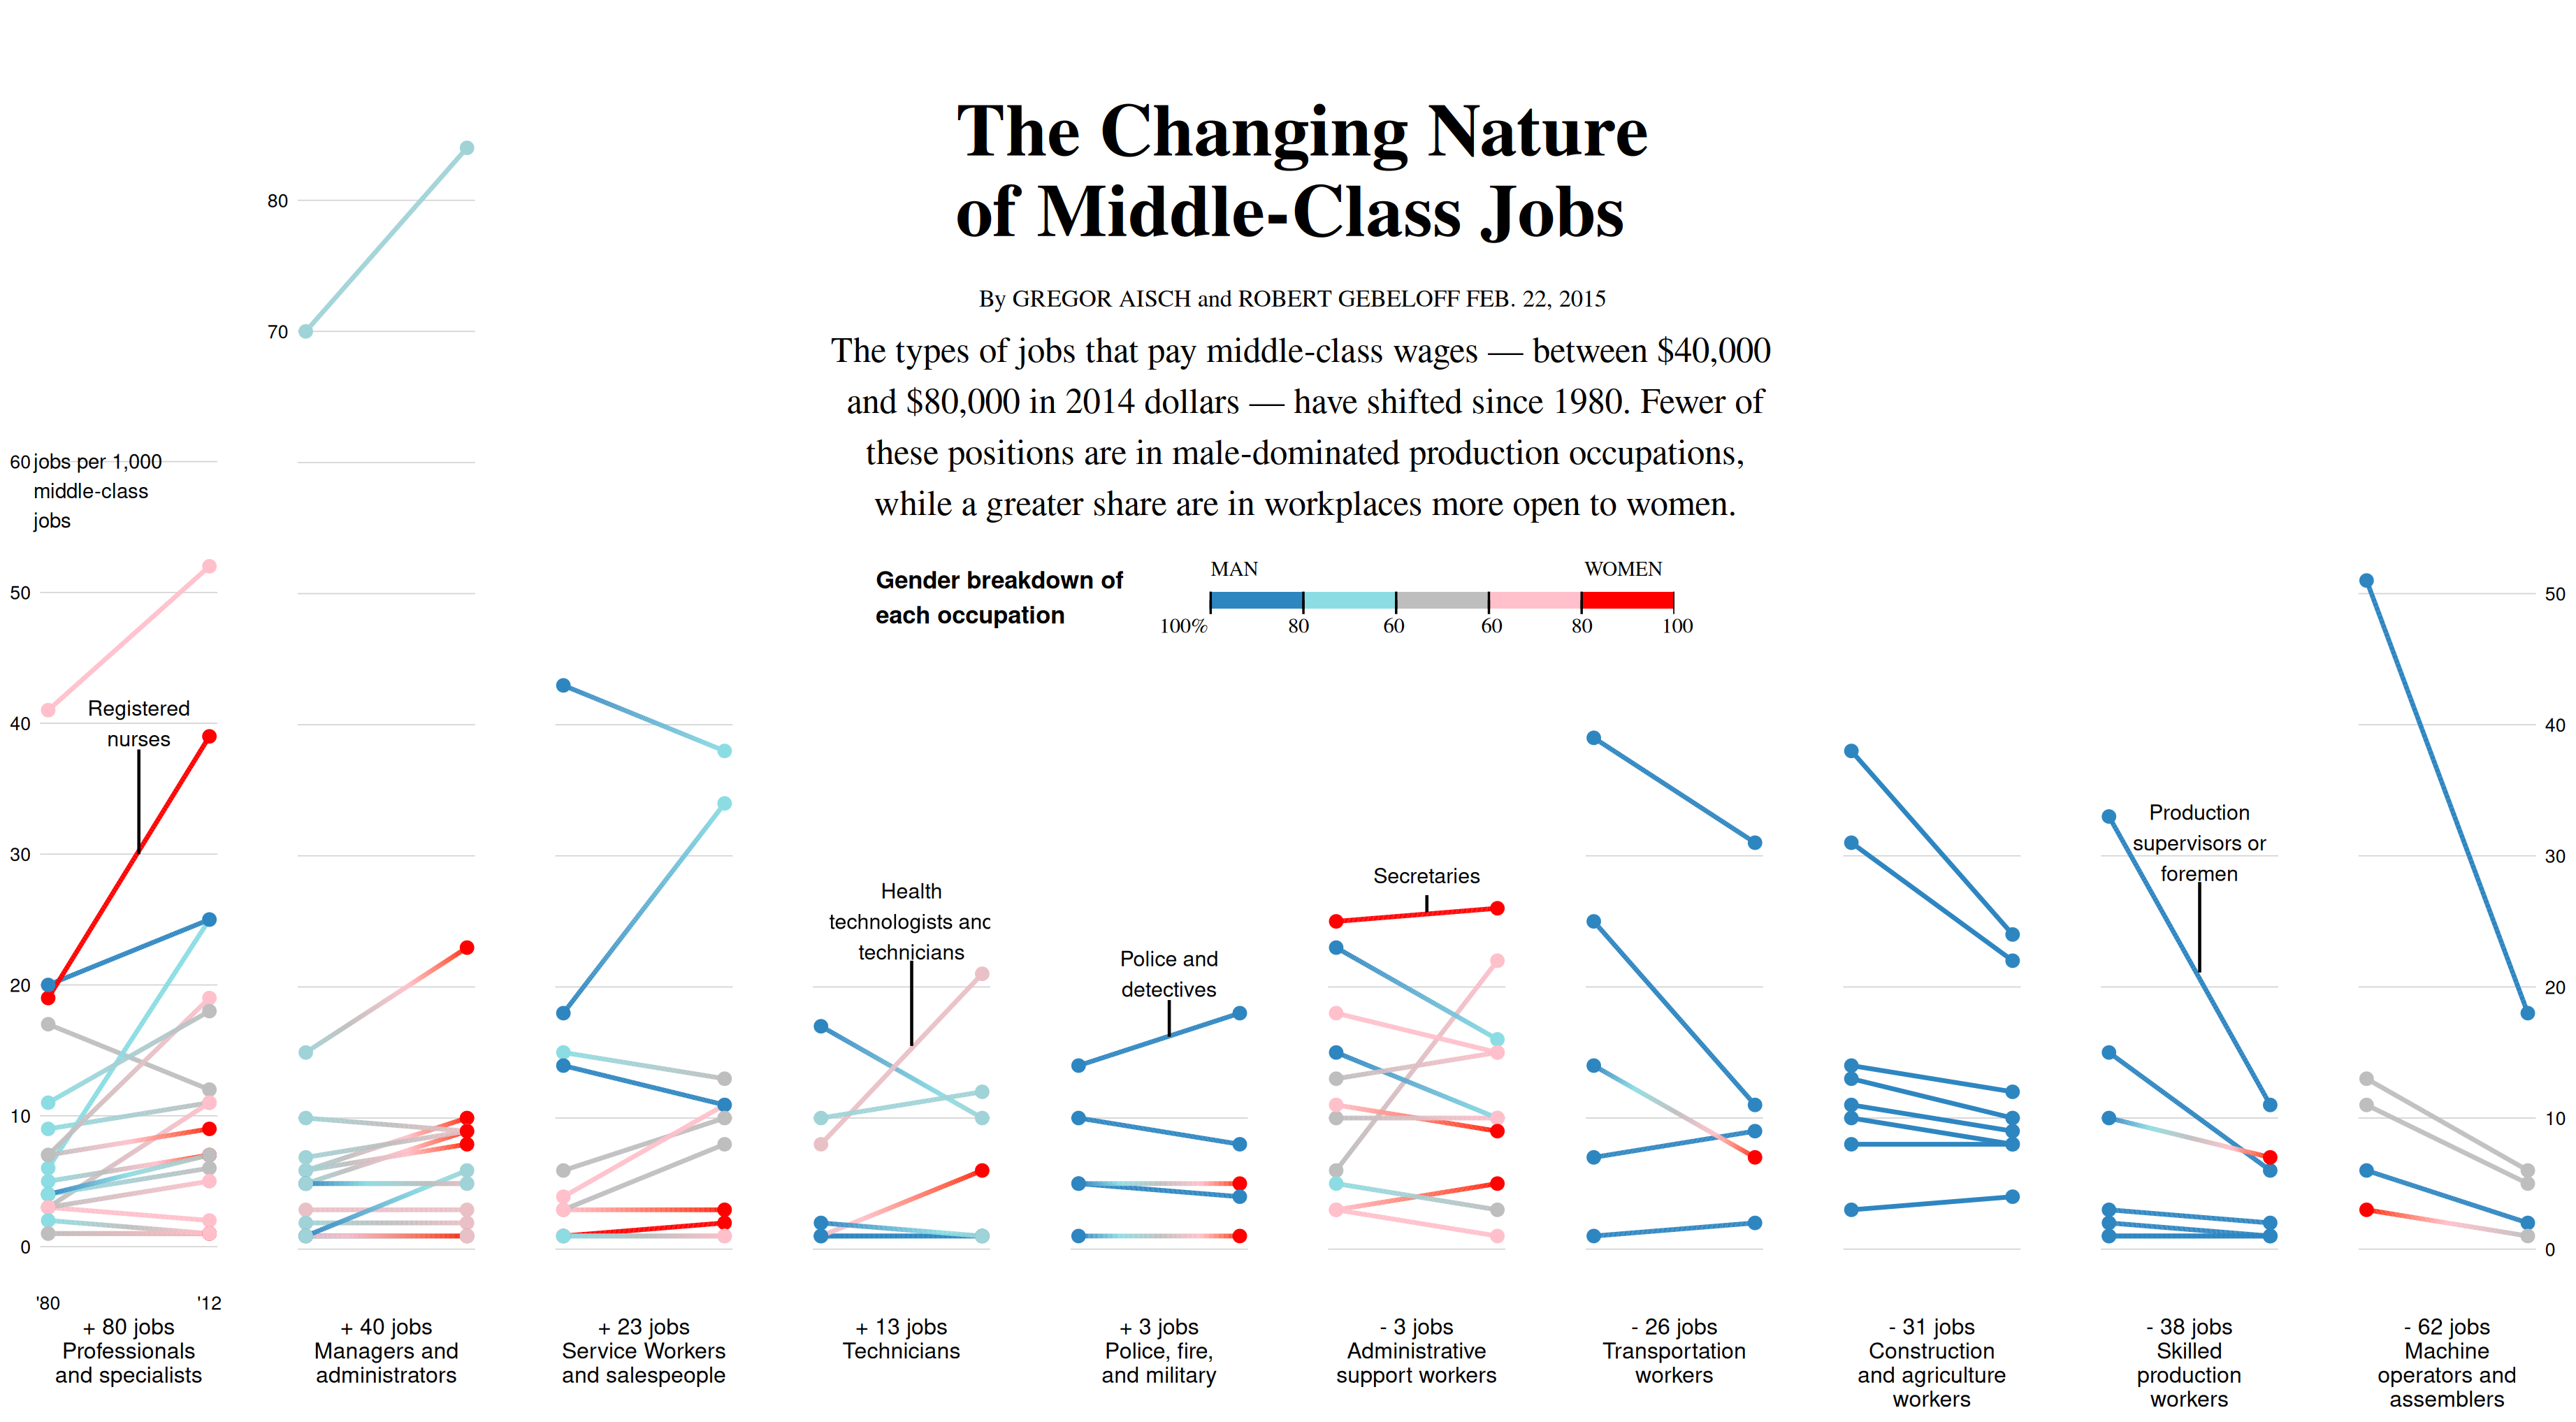 The Changing Nature
of Middle-Class Jobs
By GREGOR AISCH and ROBERT GEBELOFF FEB. 22, 2015
The types of jobs that pay middle-class wages — between $40,000
and $80,000 in 2014 dollars — have shifted since 1980. Fewer of
these positions are in male-dominated production occupations,
while a greater share are in workplaces more open to women.
Gender breakdown of
each occupation
MAN WOMEN
100% 80 60 60 80 100
80
70
60 jobs per 1,000
middle-class
jobs
50
40
30
20
10
0
'80 '12
Registered
nurses
Health
technologists and
technicians
Police and
detectives
Secretaries
Production
supervisors or
foremen
50
40
30
20
10
0
+ 80 jobs
Professionals
and specialists
+ 40 jobs
Managers and
administrators
+ 23 jobs
Service Workers
and salespeople
+ 13 jobs
Technicians
+ 3 jobs
Police, fire,
and military
- 3 jobs
Administrative
support workers
- 26 jobs
Transportation
workers
- 31 jobs
Construction
and agriculture
workers
- 38 jobs
Skilled
production
workers
- 62 jobs
Machine
operators and
assemblers